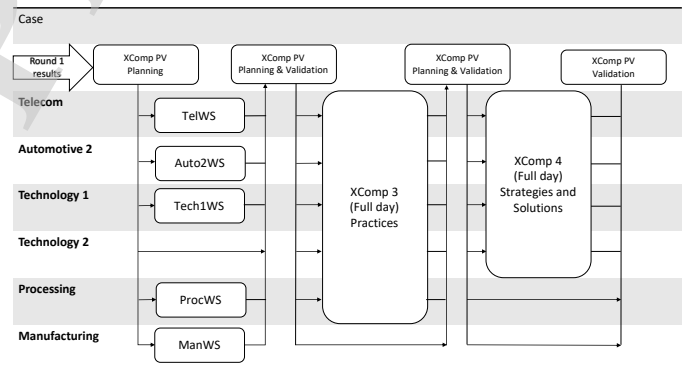 Case
Round 1
results
XComp PV
Planning
XComp PV
Planning & Validation
XComp PV
Planning & Validation
XComp PV
Validation
Telecom
TelWS
Automotive 2
Auto2WS
Technology 1
Tech1WS
XComp 3
(Full day)
Practices
XComp 4
(Full day)
Strategies and
Solutions
Technology 2
Processing
ProcWS
Manufacturing
ManWS